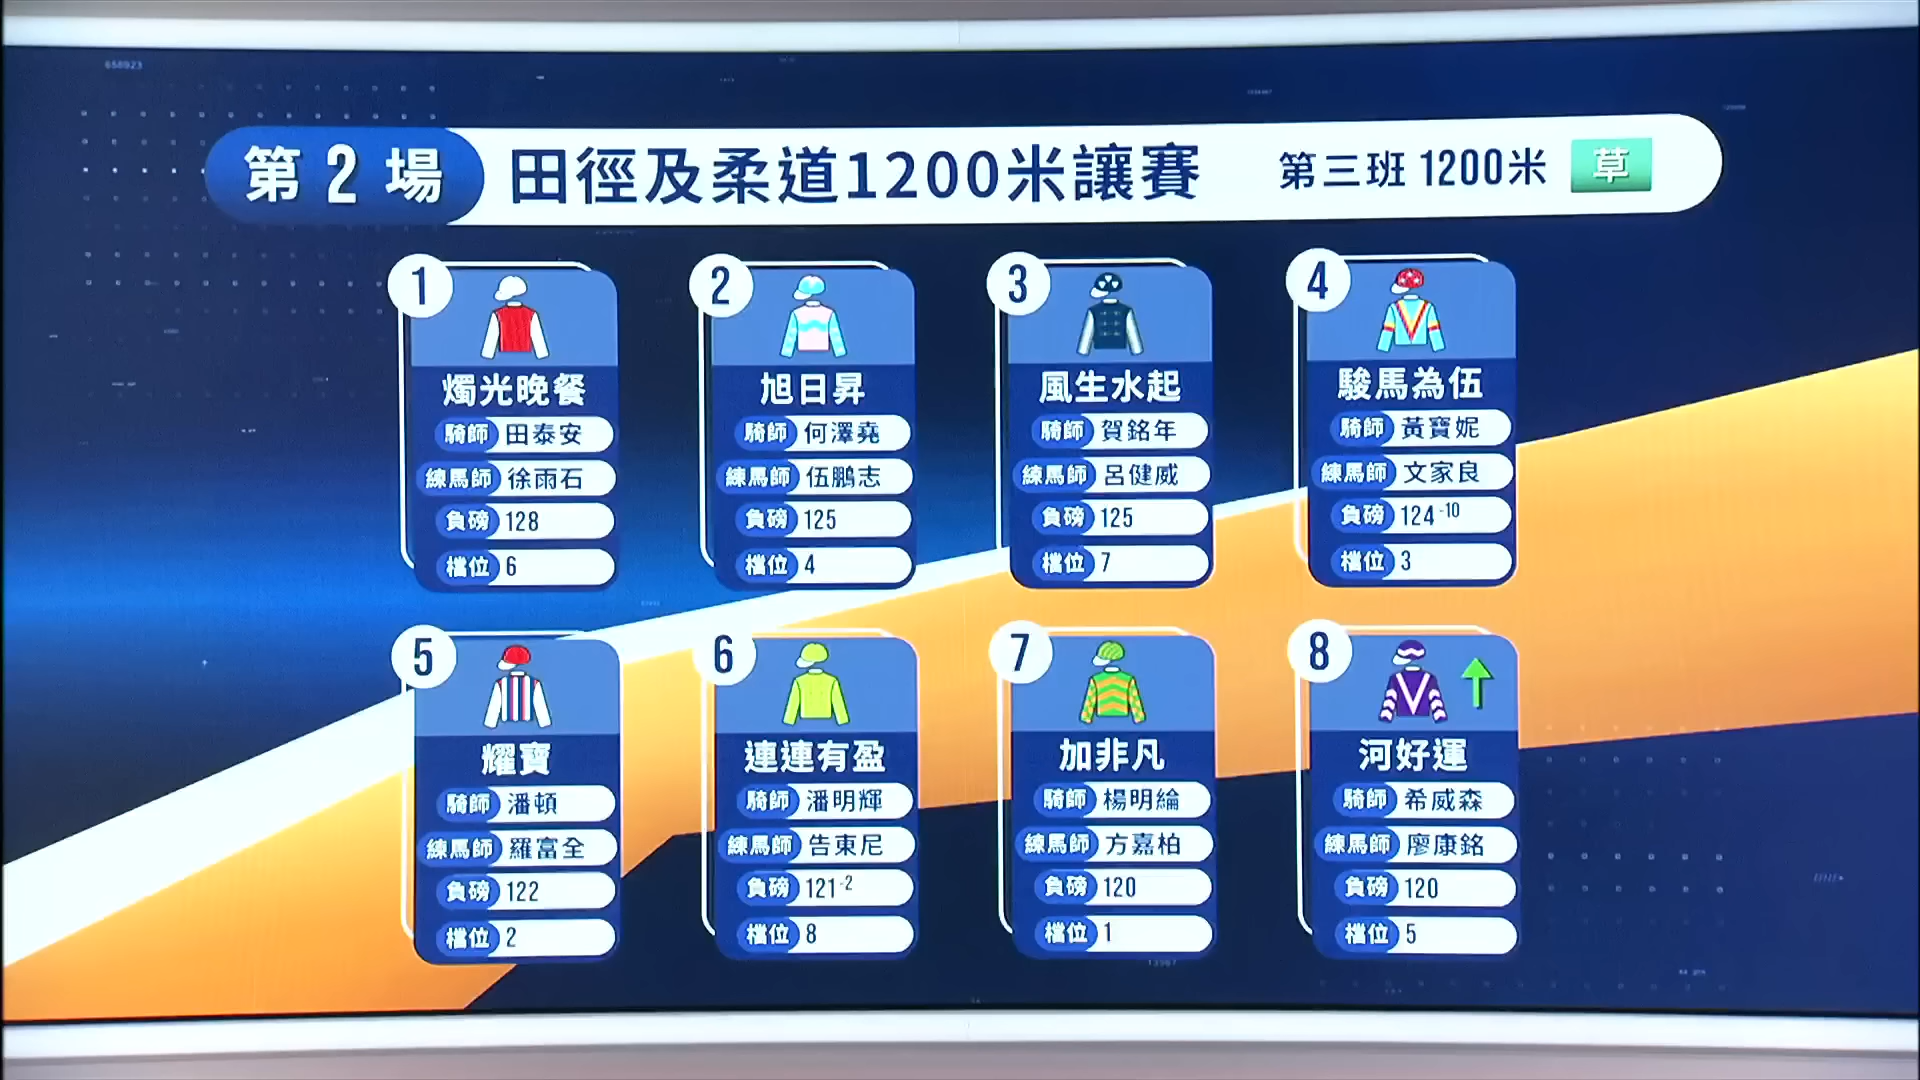 658923
第 2 場 田徑及柔道1200米讓賽 第三班 1200米 草
1
燭光晚餐
騎師 田泰安
練馬師 徐雨石
負磅 128
檔位 6
2
旭日昇
騎師 何澤堯
練馬師 伍鵬志
負磅 125
檔位 4
3
風生水起
騎師 賀銘年
練馬師 呂健威
負磅 125
檔位 7
4
駿馬為伍
騎師 黃寶妮
練馬師 文家良
負磅 124 -10
檔位 3
5
耀寶
騎師 潘頓
練馬師 羅富全
負磅 122
檔位 2
6
連連有盈
騎師 潘明輝
練馬師 告東尼
負磅 121 -2
檔位 8
7
加非凡
騎師 楊明綸
練馬師 方嘉柏
負磅 120
檔位 1
8
河好運
騎師 希威森
練馬師 廖康銘
負磅 120
檔位 5